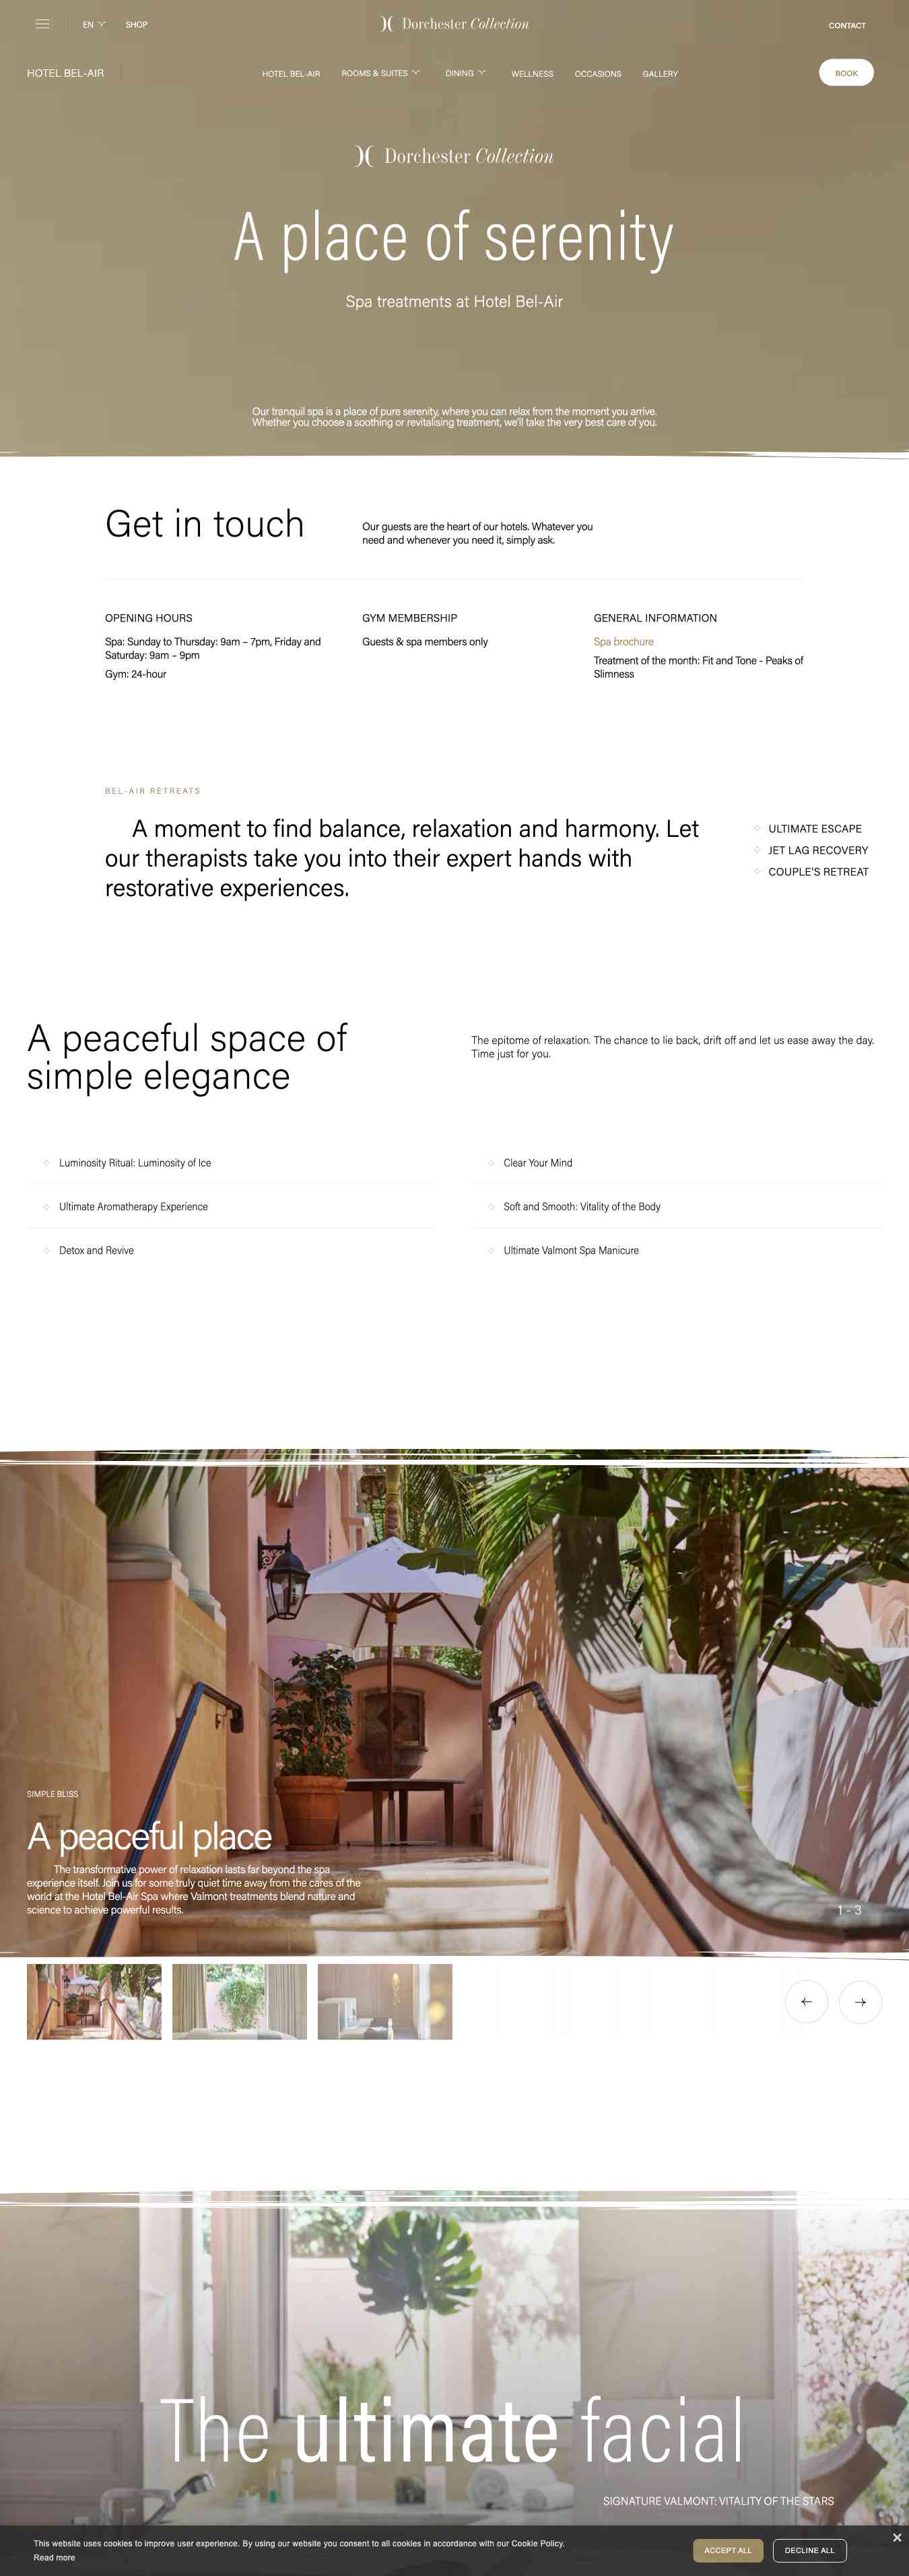 EN
SHOP
Dorchester Collection
CONTACT
HOTEL BEL-AIR
HOTEL BEL-AIR
ROOMS & SUITES
DINING
WELLNESS
OCCASIONS
GALLERY
BOOK
Dorchester Collection
A place of serenity
Spa treatments at Hotel Bel-Air
Our tranquil spa is a place of pure serenity, where you can relax from the moment you arrive.
Whether you choose a soothing or revitalising treatment, we'll take the very best care of you.
Get in touch
Our guests are the heart of our hotels. Whatever you
need and whenever you need it, simply ask.
OPENING HOURS
Spa: Sunday to Thursday: 9am – 7pm, Friday and
Saturday: 9am – 9pm
Gym: 24-hour
GYM MEMBERSHIP
Guests & spa members only
GENERAL INFORMATION
Spa brochure
Treatment of the month: Fit and Tone - Peaks of
Slimness
BEL-AIR RETREATS
A moment to find balance, relaxation and harmony. Let
our therapists take you into their expert hands with
restorative experiences.
ULTIMATE ESCAPE
JET LAG RECOVERY
COUPLE'S RETREAT
A peaceful space of
simple elegance
The epitome of relaxation. The chance to lie back, drift off and let us ease away the day.
Time just for you.
Luminosity Ritual: Luminosity of Ice
Ultimate Aromatherapy Experience
Detox and Revive
Clear Your Mind
Soft and Smooth: Vitality of the Body
Ultimate Valmont Spa Manicure
SIMPLE BLISS
A peaceful place
The transformative power of relaxation lasts far beyond the spa
experience itself. Join us for some truly quiet time away from the cares of the
world at the Hotel Bel-Air Spa where Valmont treatments blend nature and
science to achieve powerful results.
1 - 3
The ultimate facial
SIGNATURE VALMONT: VITALITY OF THE STARS
This website uses cookies to improve user experience. By using our website you consent to all cookies in accordance with our Cookie Policy.
Read more
ACCEPT ALL
DECLINE ALL